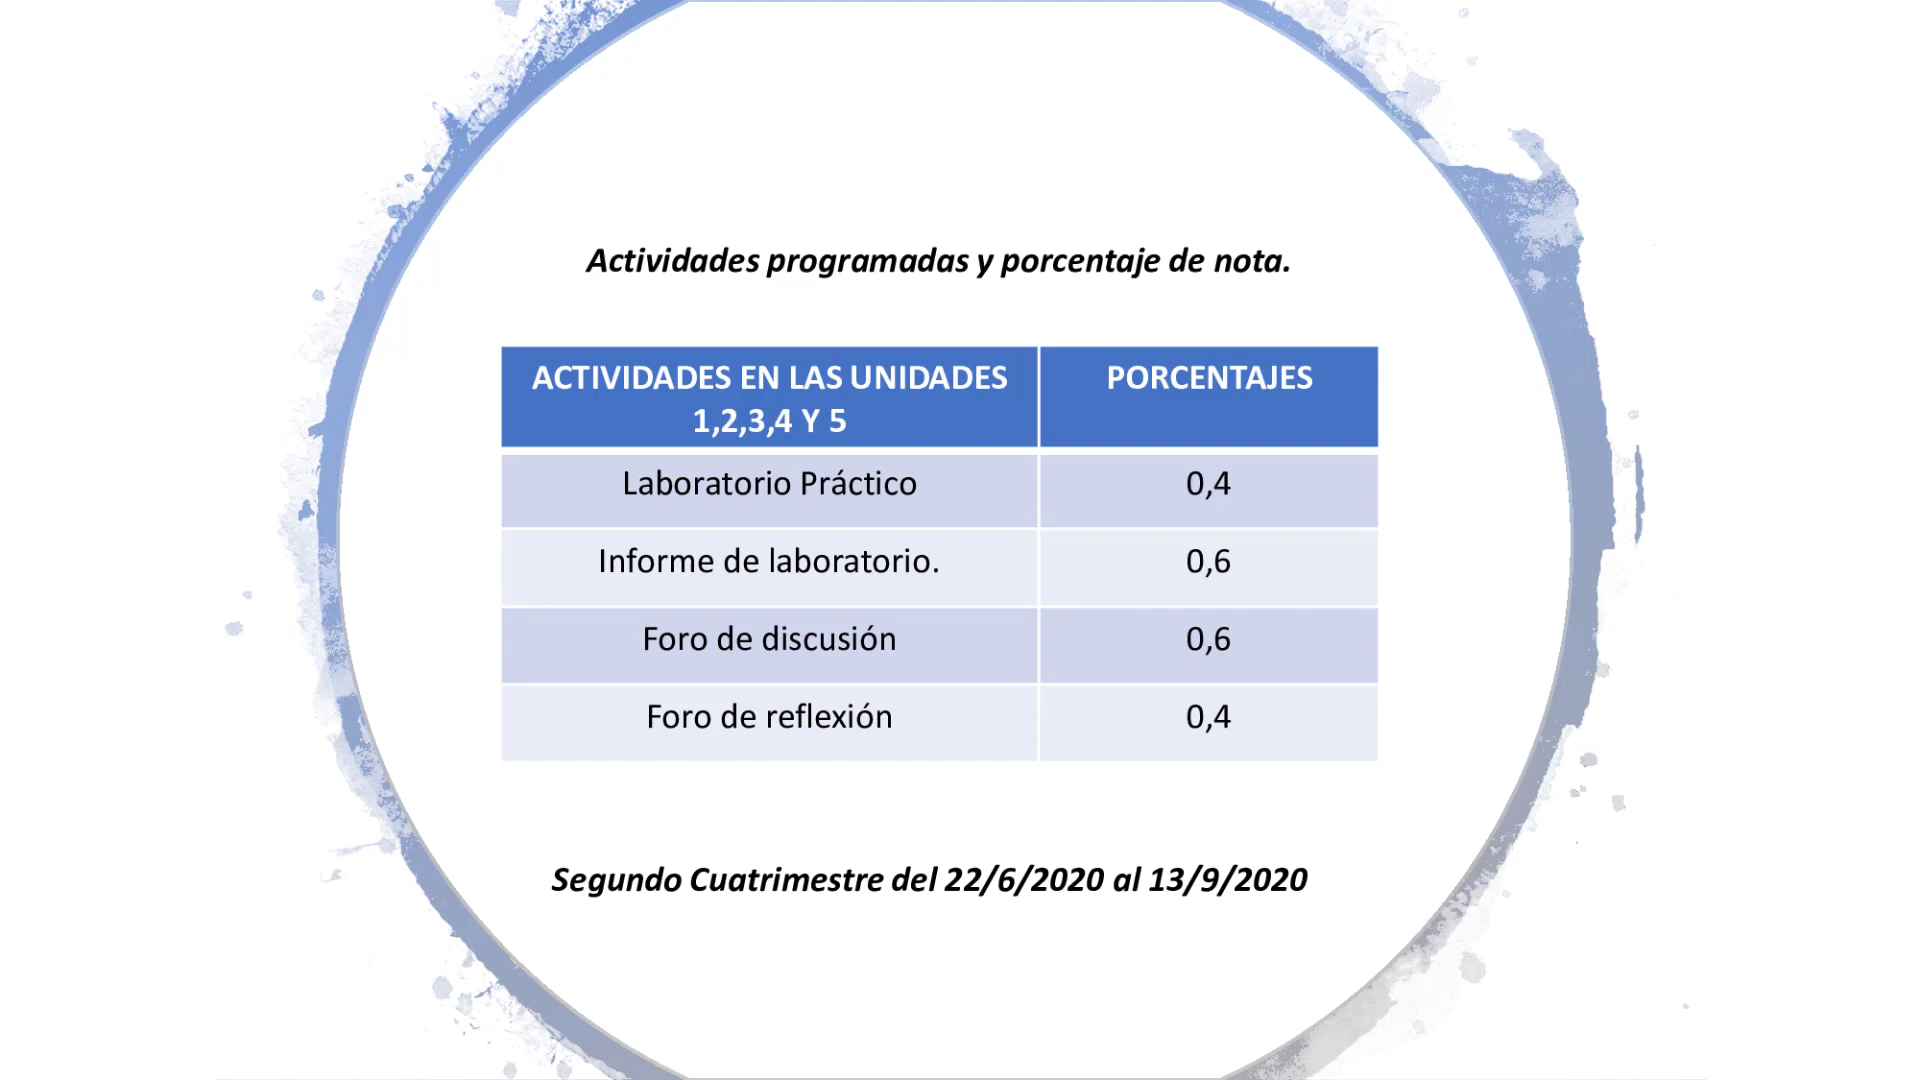 Actividades programadas y porcentaje de nota.
ACTIVIDADES EN LAS UNIDADES
1,2,3,4 Y 5
PORCENTAJES
Laboratorio Práctico 0,4
Informe de laboratorio. 0,6
Foro de discusión 0,6
Foro de reflexión 0,4
Segundo Cuatrimestre del 22/6/2020 al 13/9/2020